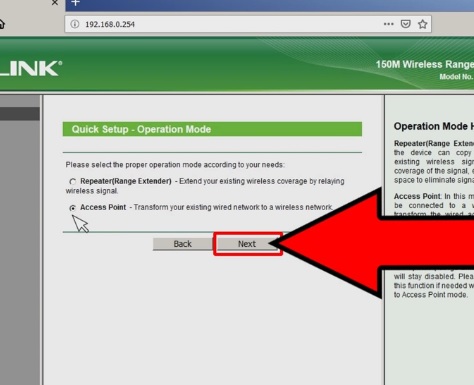 192.168.0.254
LINK®
150M Wireless Range
Model No.
Quick Setup - Operation Mode
Please select the proper operation mode according to your needs:
Repeater(Range Extender) - Extend your existing wireless coverage by relaying
wireless signal.
Access Point - Transform your existing wired network to a wireless network.
Back
Next
Operation Mode H
Repeater(Range Exten
the device can copy
existing wireless sign
coverage of the signal, e
space to eliminate signa
Access Point: In this m
be connected to a w
transform the wired ac
will stay disabled. Plea
this function if needed w
to Access Point mode.